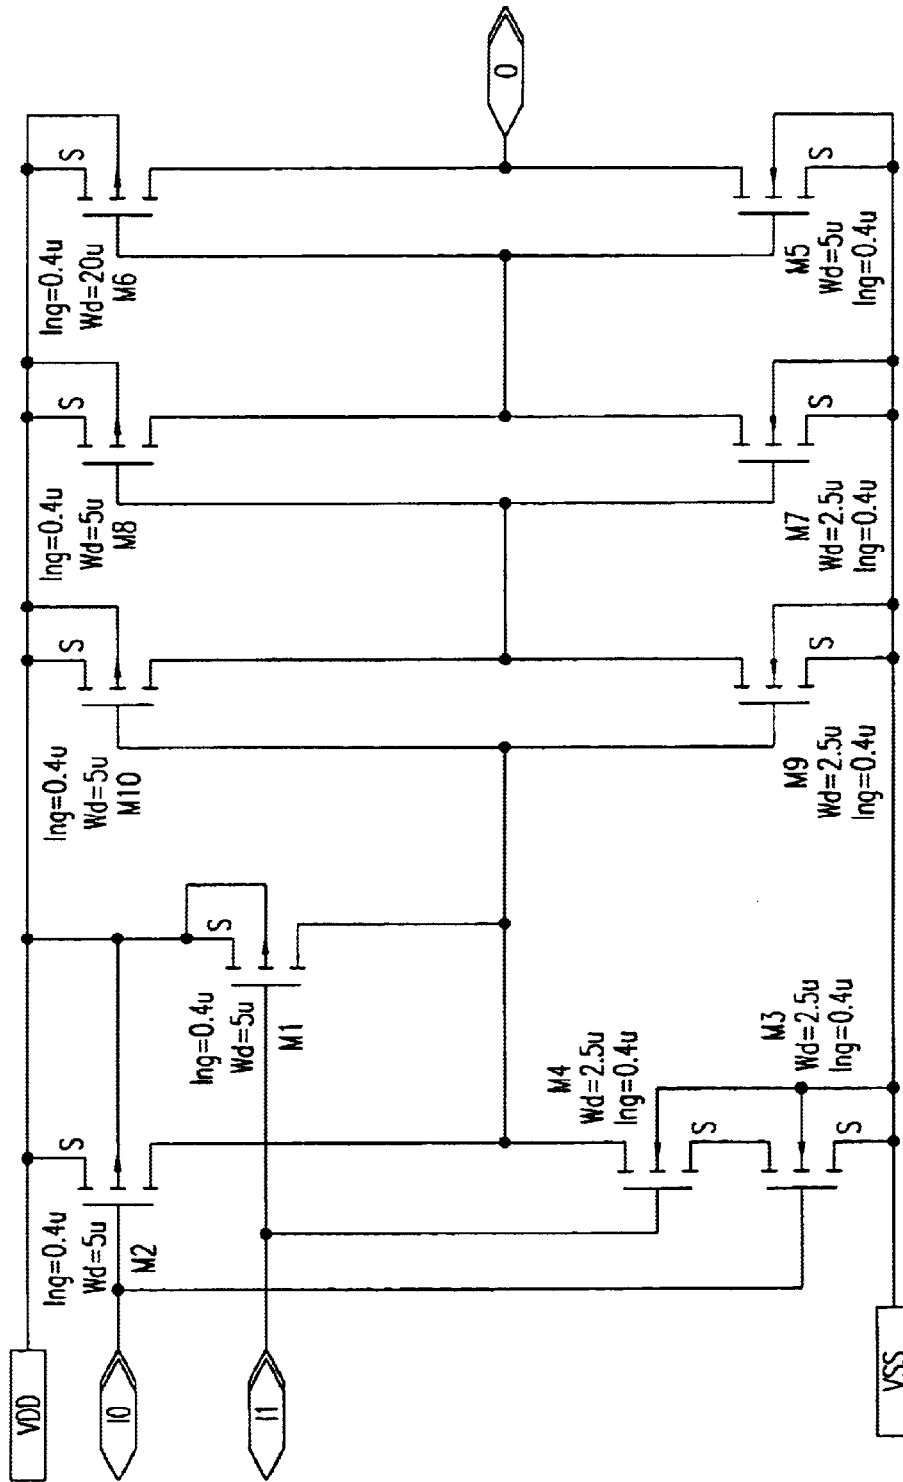 VDD
I0
I1
VSS
lng=0.4u
Wd=5u
M2
S
lng=0.4u
Wd=5u
M1
S
M4
Wd=2.5u
lng=0.4u
S
M3
Wd=2.5u
lng=0.4u
S
lng=0.4u
Wd=5u
M10
S
M9
Wd=2.5u
lng=0.4u
S
lng=0.4u
Wd=5u
M8
S
M7
Wd=2.5u
lng=0.4u
S
lng=0.4u
Wd=20u
M6
S
M5
Wd=5u
lng=0.4u
S
O